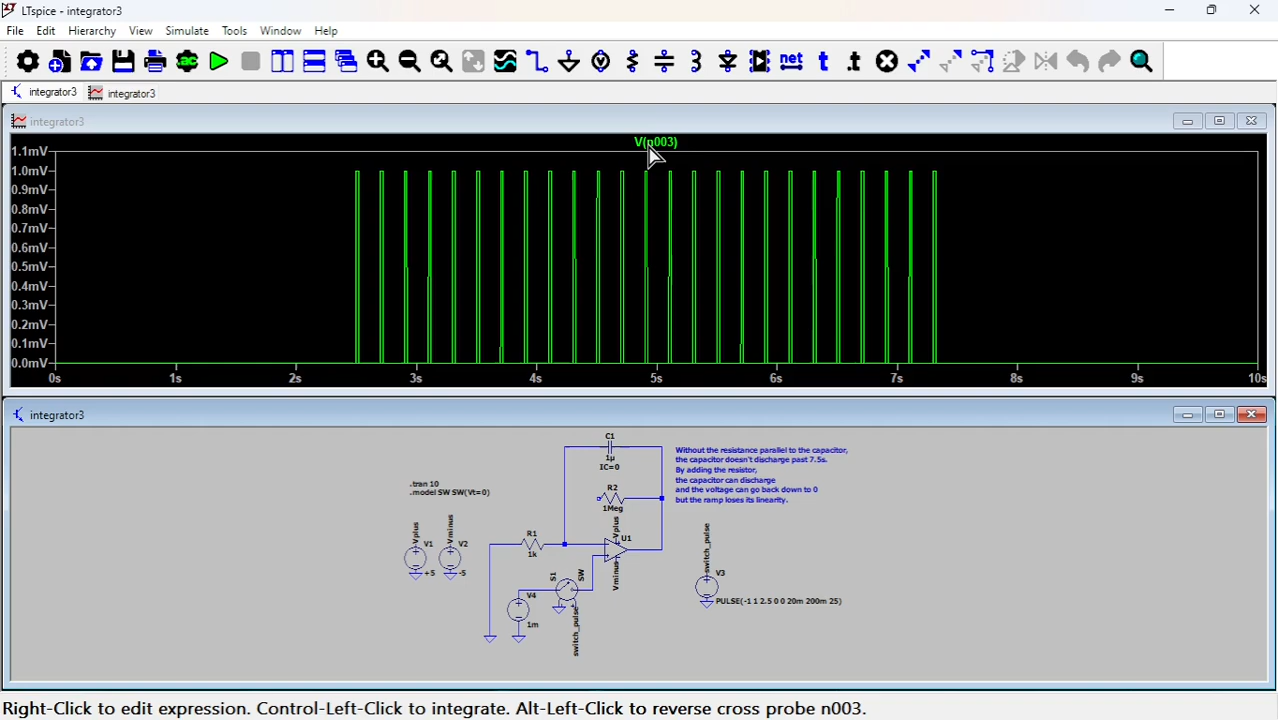 LTspice - integrator3
File Edit Hierarchy View Simulate Tools Window Help
.ac net t .t
integrator3 integrator3
integrator3
V(n003)
1.1mV
1.0mV
0.9mV
0.8mV
0.7mV
0.6mV
0.5mV
0.4mV
0.3mV
0.2mV
0.1mV
0.0mV
0s 1s 2s 3s 4s 5s 6s 7s 8s 9s 10s
integrator3
C1
1µ
IC=0
Without the resistance parallel to the capacitor,
the capacitor doesn't discharge past 7.5s.
By adding the resistor,
the capacitor can discharge
and the voltage can go back down to 0
but the ramp loses its linearity.
.tran 10
.model SW SW(Vt=0)
R2
1Meg
Vplus
V1
+5
Vminus
V2
-5
R1
1k
Vplus
U1
Vminus
S1
SW
switch_pulse
V4
1m
switch_pulse
V3
PULSE(-1 1 2.5 0 0 20m 200m 25)
Right-Click to edit expression. Control-Left-Click to integrate. Alt-Left-Click to reverse cross probe n003.